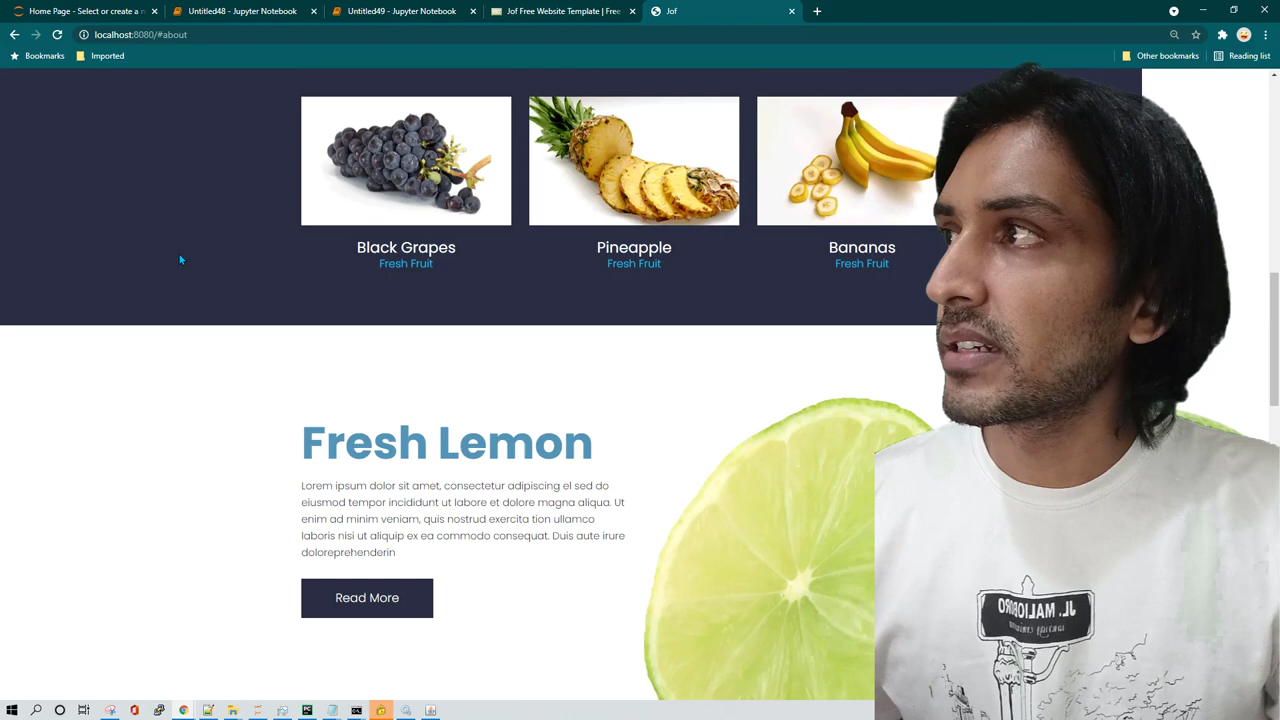 Home Page - Select or create a n
Untitled48 - Jupyter Notebook
Untitled49 - Jupyter Notebook
Jof Free Website Template | Free
Jof
localhost:8080/#about
Bookmarks
Imported
Other bookmarks
Reading list
Black Grapes
Fresh Fruit
Pineapple
Fresh Fruit
Bananas
Fresh Fruit
Fresh Lemon
Lorem ipsum dolor sit amet, consectetur adipiscing el sed do
eiusmod tempor incididunt ut labore et dolore magna aliqua. Ut
enim ad minim veniam, quis nostrud exercita tion ullamco
laboris nisi ut aliquip ex ea commodo consequat. Duis aute irure
doloreprehenderin
Read More
JL. MALIOBORO